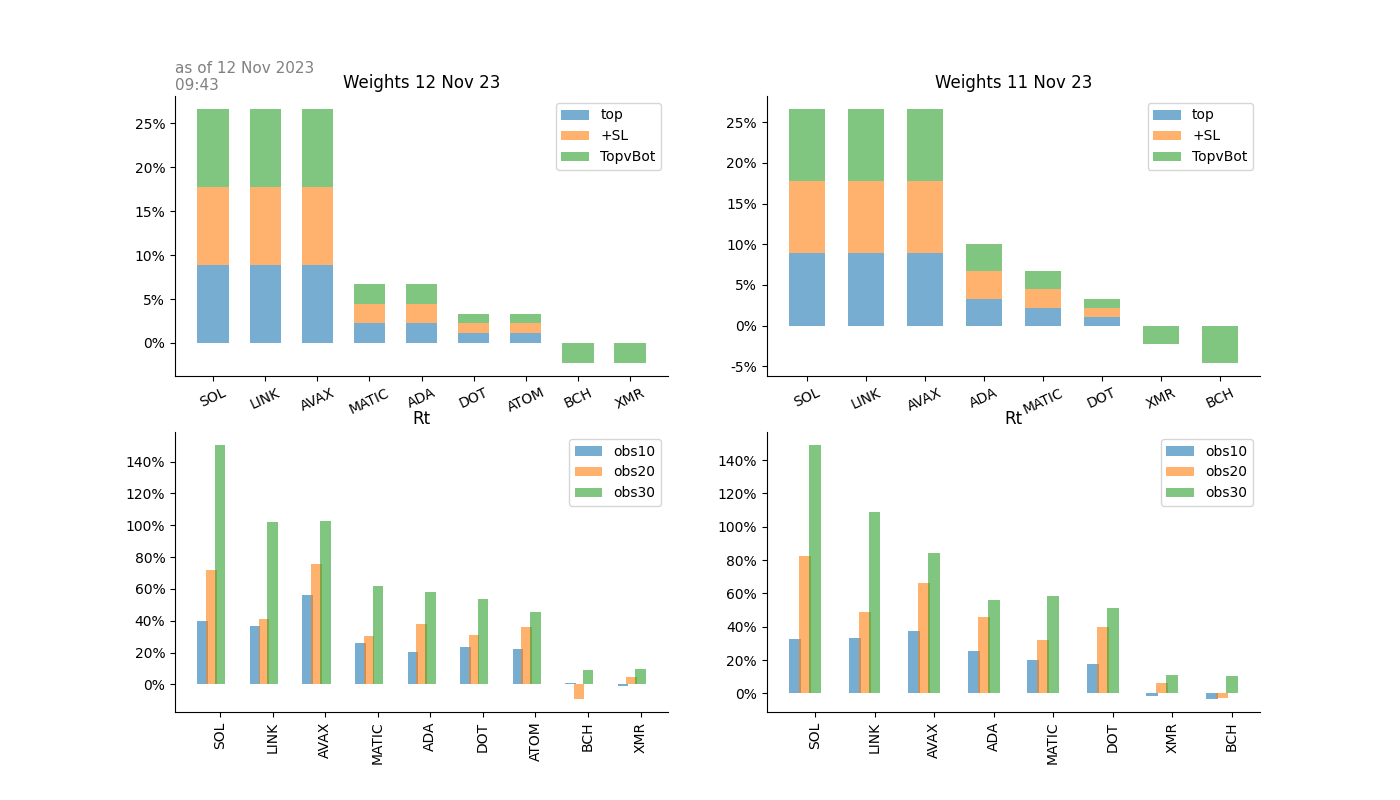 as of 12 Nov 2023
09:43
Weights 12 Nov 23
25%
20%
15%
10%
5%
0%
top
+SL
TopvBot
SOL
LINK
AVAX
MATIC
ADA
DOT
ATOM
BCH
XMR
Weights 11 Nov 23
25%
20%
15%
10%
5%
0%
-5%
top
+SL
TopvBot
SOL
LINK
AVAX
ADA
MATIC
DOT
XMR
BCH
Rt
140%
120%
100%
80%
60%
40%
20%
0%
obs10
obs20
obs30
SOL
LINK
AVAX
MATIC
ADA
DOT
ATOM
BCH
XMR
Rt
140%
120%
100%
80%
60%
40%
20%
0%
obs10
obs20
obs30
SOL
LINK
AVAX
ADA
MATIC
DOT
XMR
BCH